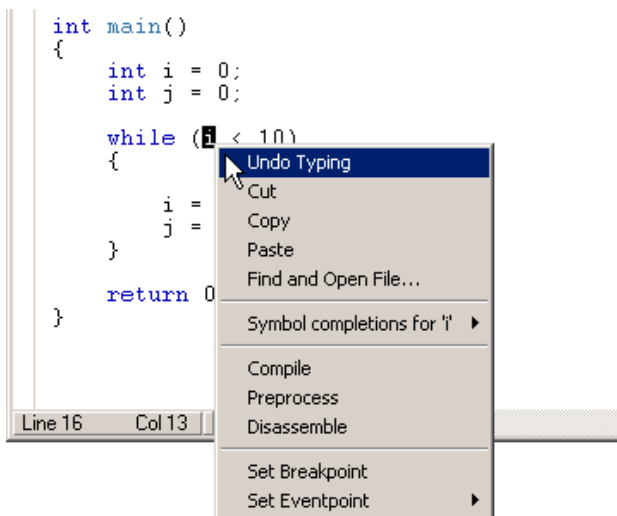 int main()
{
int i = 0;
int j = 0;
while (i < 10)
{
i =
j =
}
return 0
}
Undo Typing
Cut
Copy
Paste
Find and Open File...
Symbol completions for 'i'
Compile
Preprocess
Disassemble
Set Breakpoint
Set Eventpoint
Line 16 Col 13